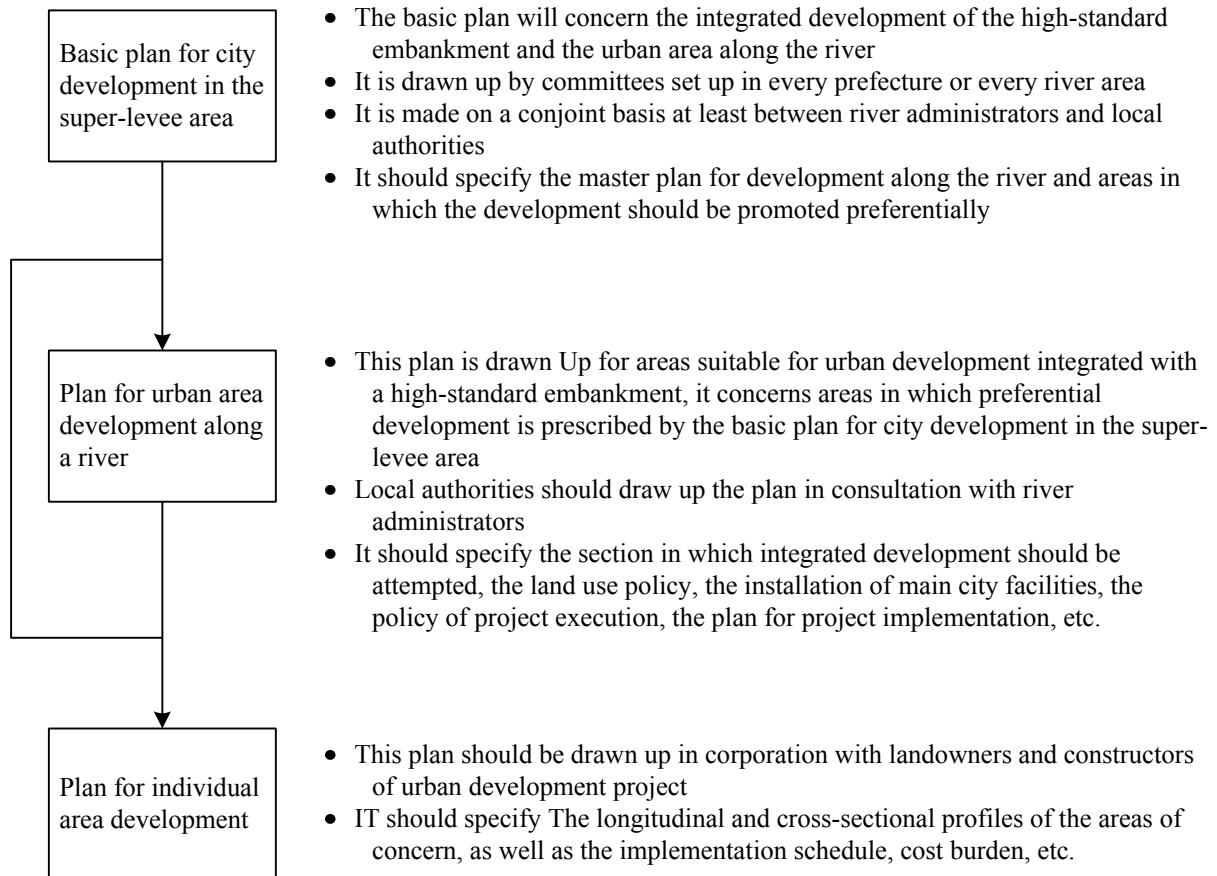 Basic plan for city
development in the
super-levee area
• The basic plan will concern the integrated development of the high-standard
embankment and the urban area along the river
• It is drawn up by committees set up in every prefecture or every river area
• It is made on a conjoint basis at least between river administrators and local
authorities
• It should specify the master plan for development along the river and areas in
which the development should be promoted preferentially
Plan for urban area
development along
a river
• This plan is drawn Up for areas suitable for urban development integrated with
a high-standard embankment, it concerns areas in which preferential
development is prescribed by the basic plan for city development in the super-
levee area
• Local authorities should draw up the plan in consultation with river
administrators
• It should specify the section in which integrated development should be
attempted, the land use policy, the installation of main city facilities, the
policy of project execution, the plan for project implementation, etc.
Plan for individual
area development
• This plan should be drawn up in corporation with landowners and constructors
of urban development project
• IT should specify The longitudinal and cross-sectional profiles of the areas of
concern, as well as the implementation schedule, cost burden, etc.